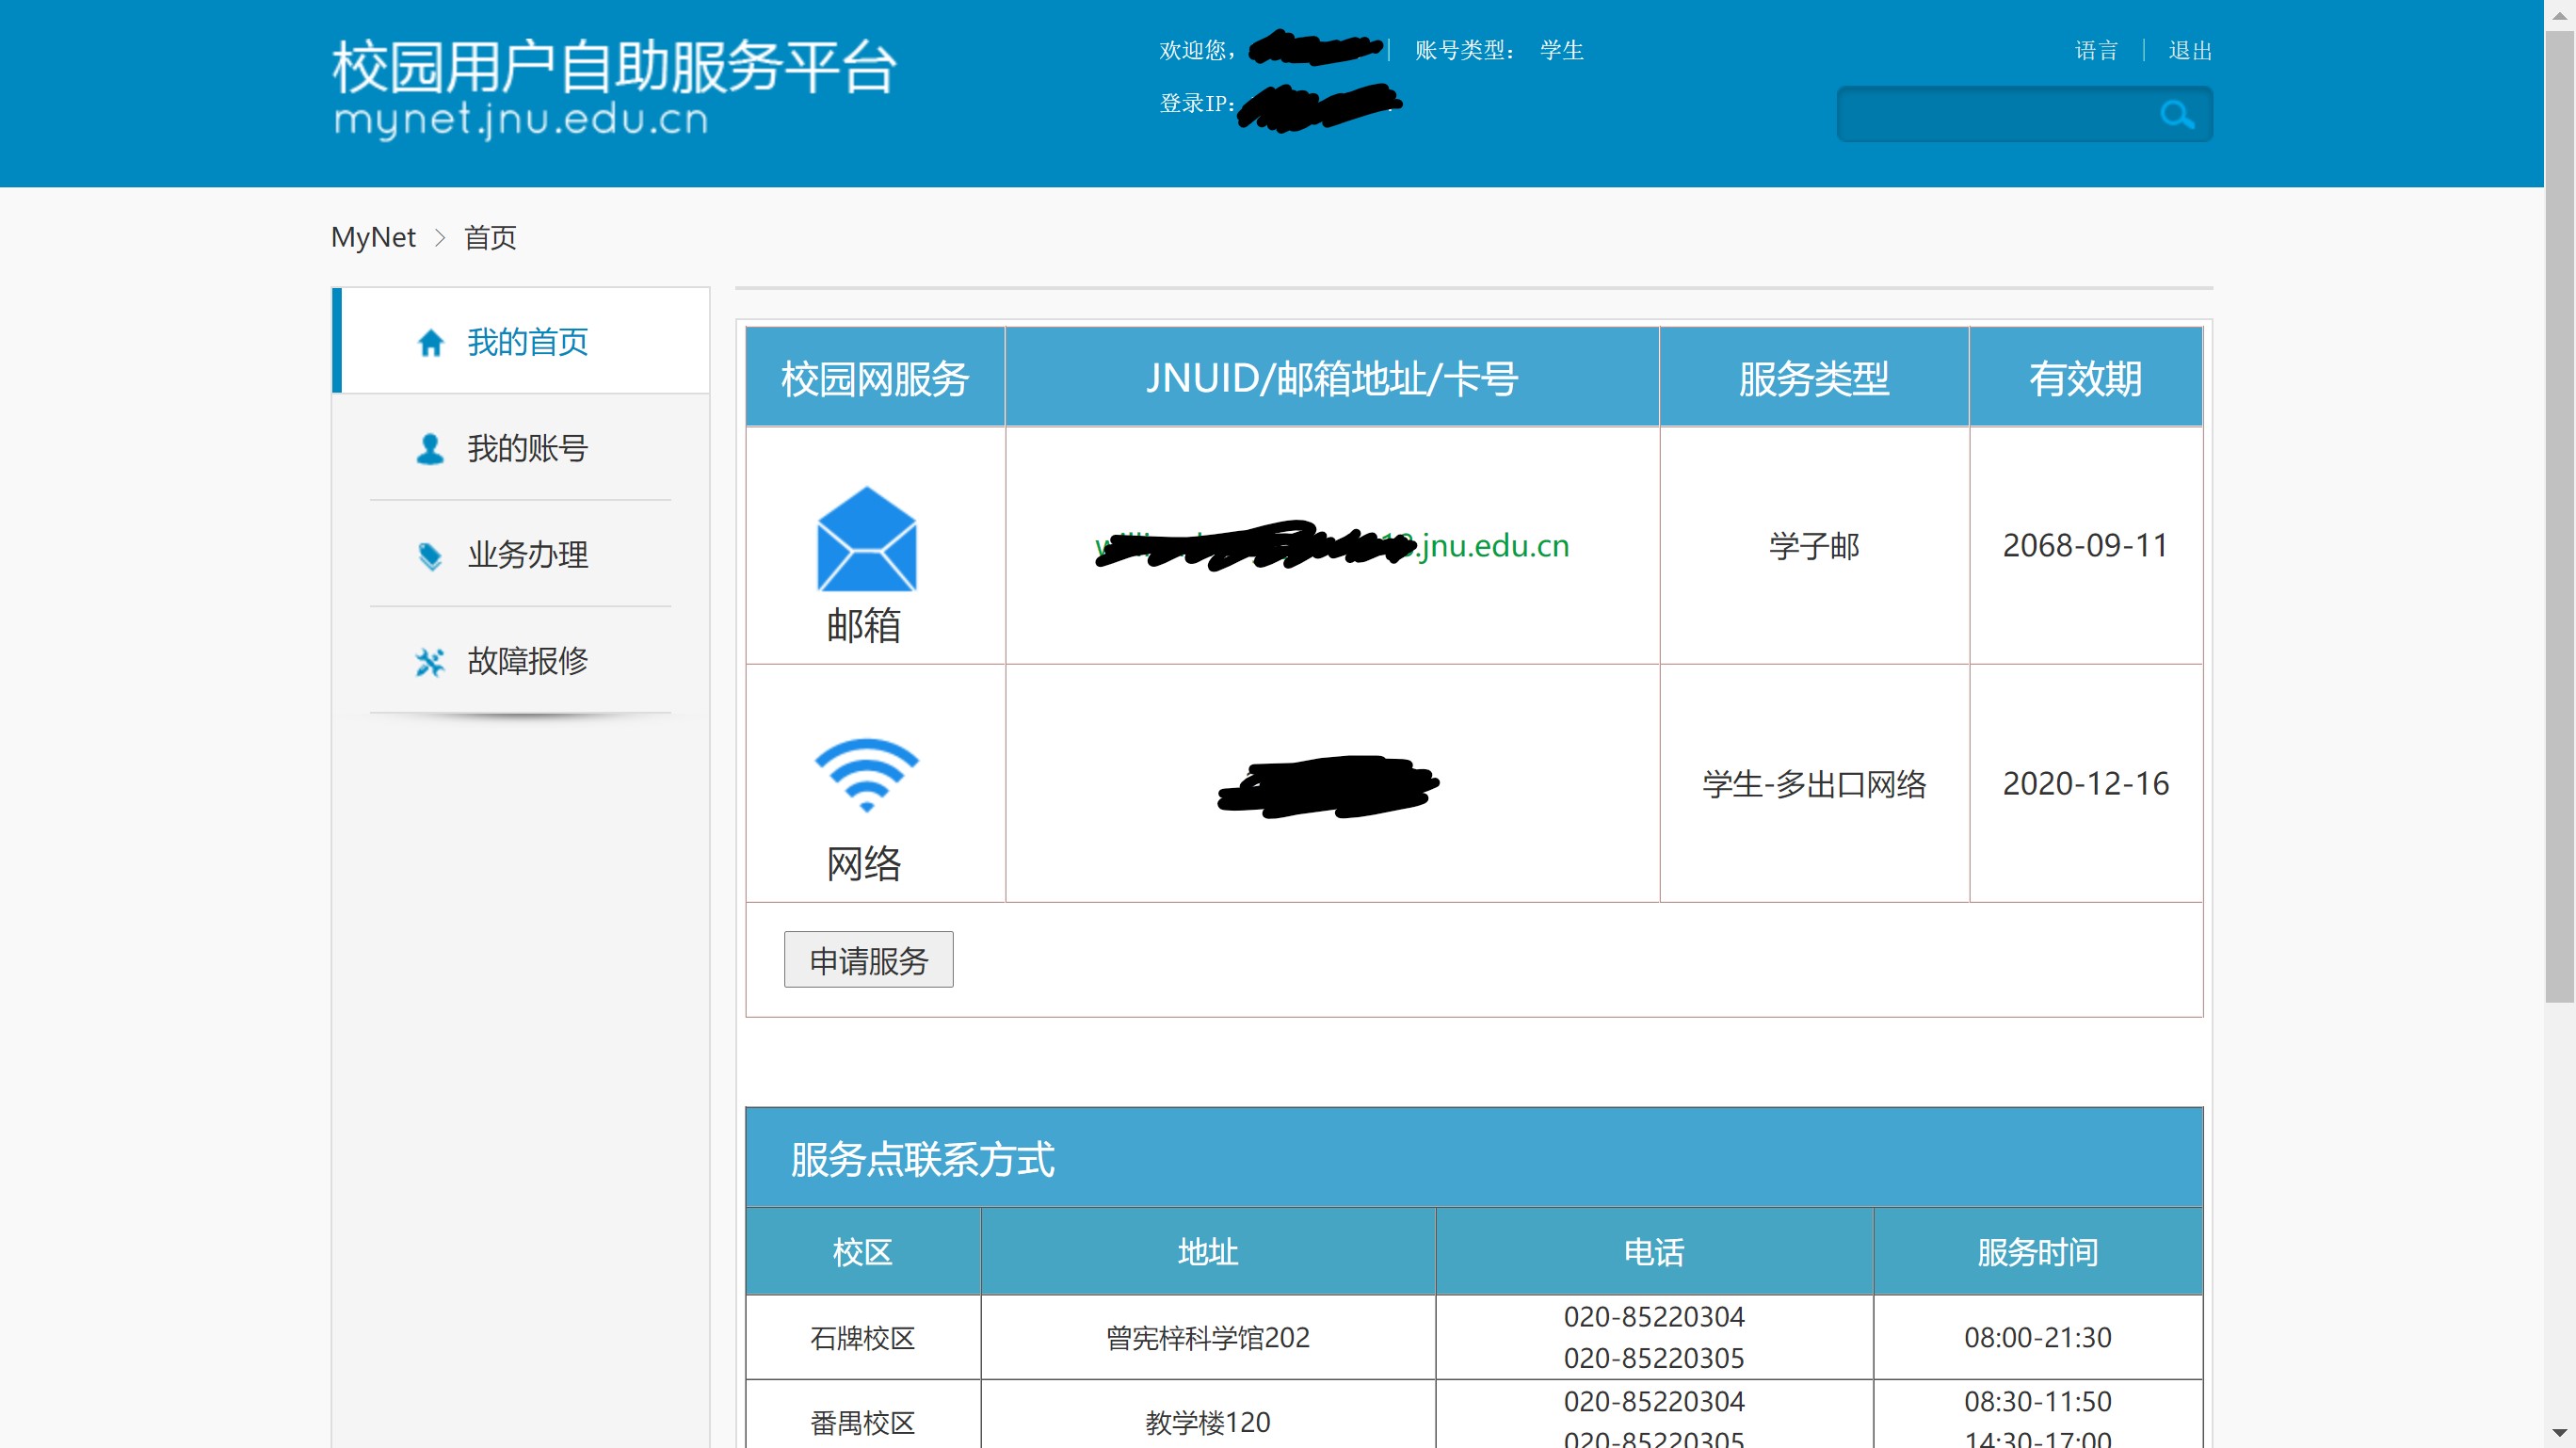 校园用户自助服务平台
mynet.jnu.edu.cn
欢迎您，
账号类型： 学生
登录IP：
语言 | 退出
MyNet > 首页
我的首页
我的账号
业务办理
故障报修
校园网服务 JNUID/邮箱地址/卡号 服务类型 有效期
邮箱 .jnu.edu.cn 学子邮 2068-09-11
网络 学生-多出口网络 2020-12-16
申请服务
服务点联系方式
校区 地址 电话 服务时间
石牌校区 曾宪梓科学馆202 020-85220304 08:00-21:30
020-85220305
番禺校区 教学楼120 020-85220304 08:30-11:50
020-85220305 14:30-17:00